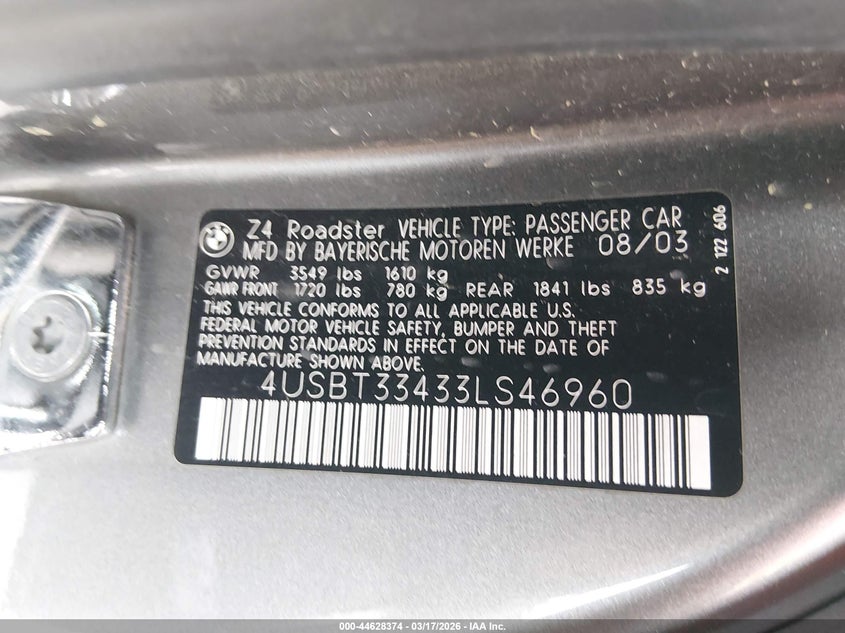 Z4 Roadster VEHICLE TYPE: PASSENGER CAR
MFD BY BAYERISCHE MOTOREN WERKE 08/03
GVWR 3549 lbs 1610 kg
GAWR FRONT 1720 lbs 780 kg REAR 1841 lbs 835 kg
THIS VEHICLE CONFORMS TO ALL APPLICABLE U.S.
FEDERAL MOTOR VEHICLE SAFETY, BUMPER AND THEFT
PREVENTION STANDARDS IN EFFECT ON THE DATE OF
MANUFACTURE SHOWN ABOVE.
4USBT33433LS46960
2 122 606
000-44628374 | 03/17/2026 | IAA Inc.